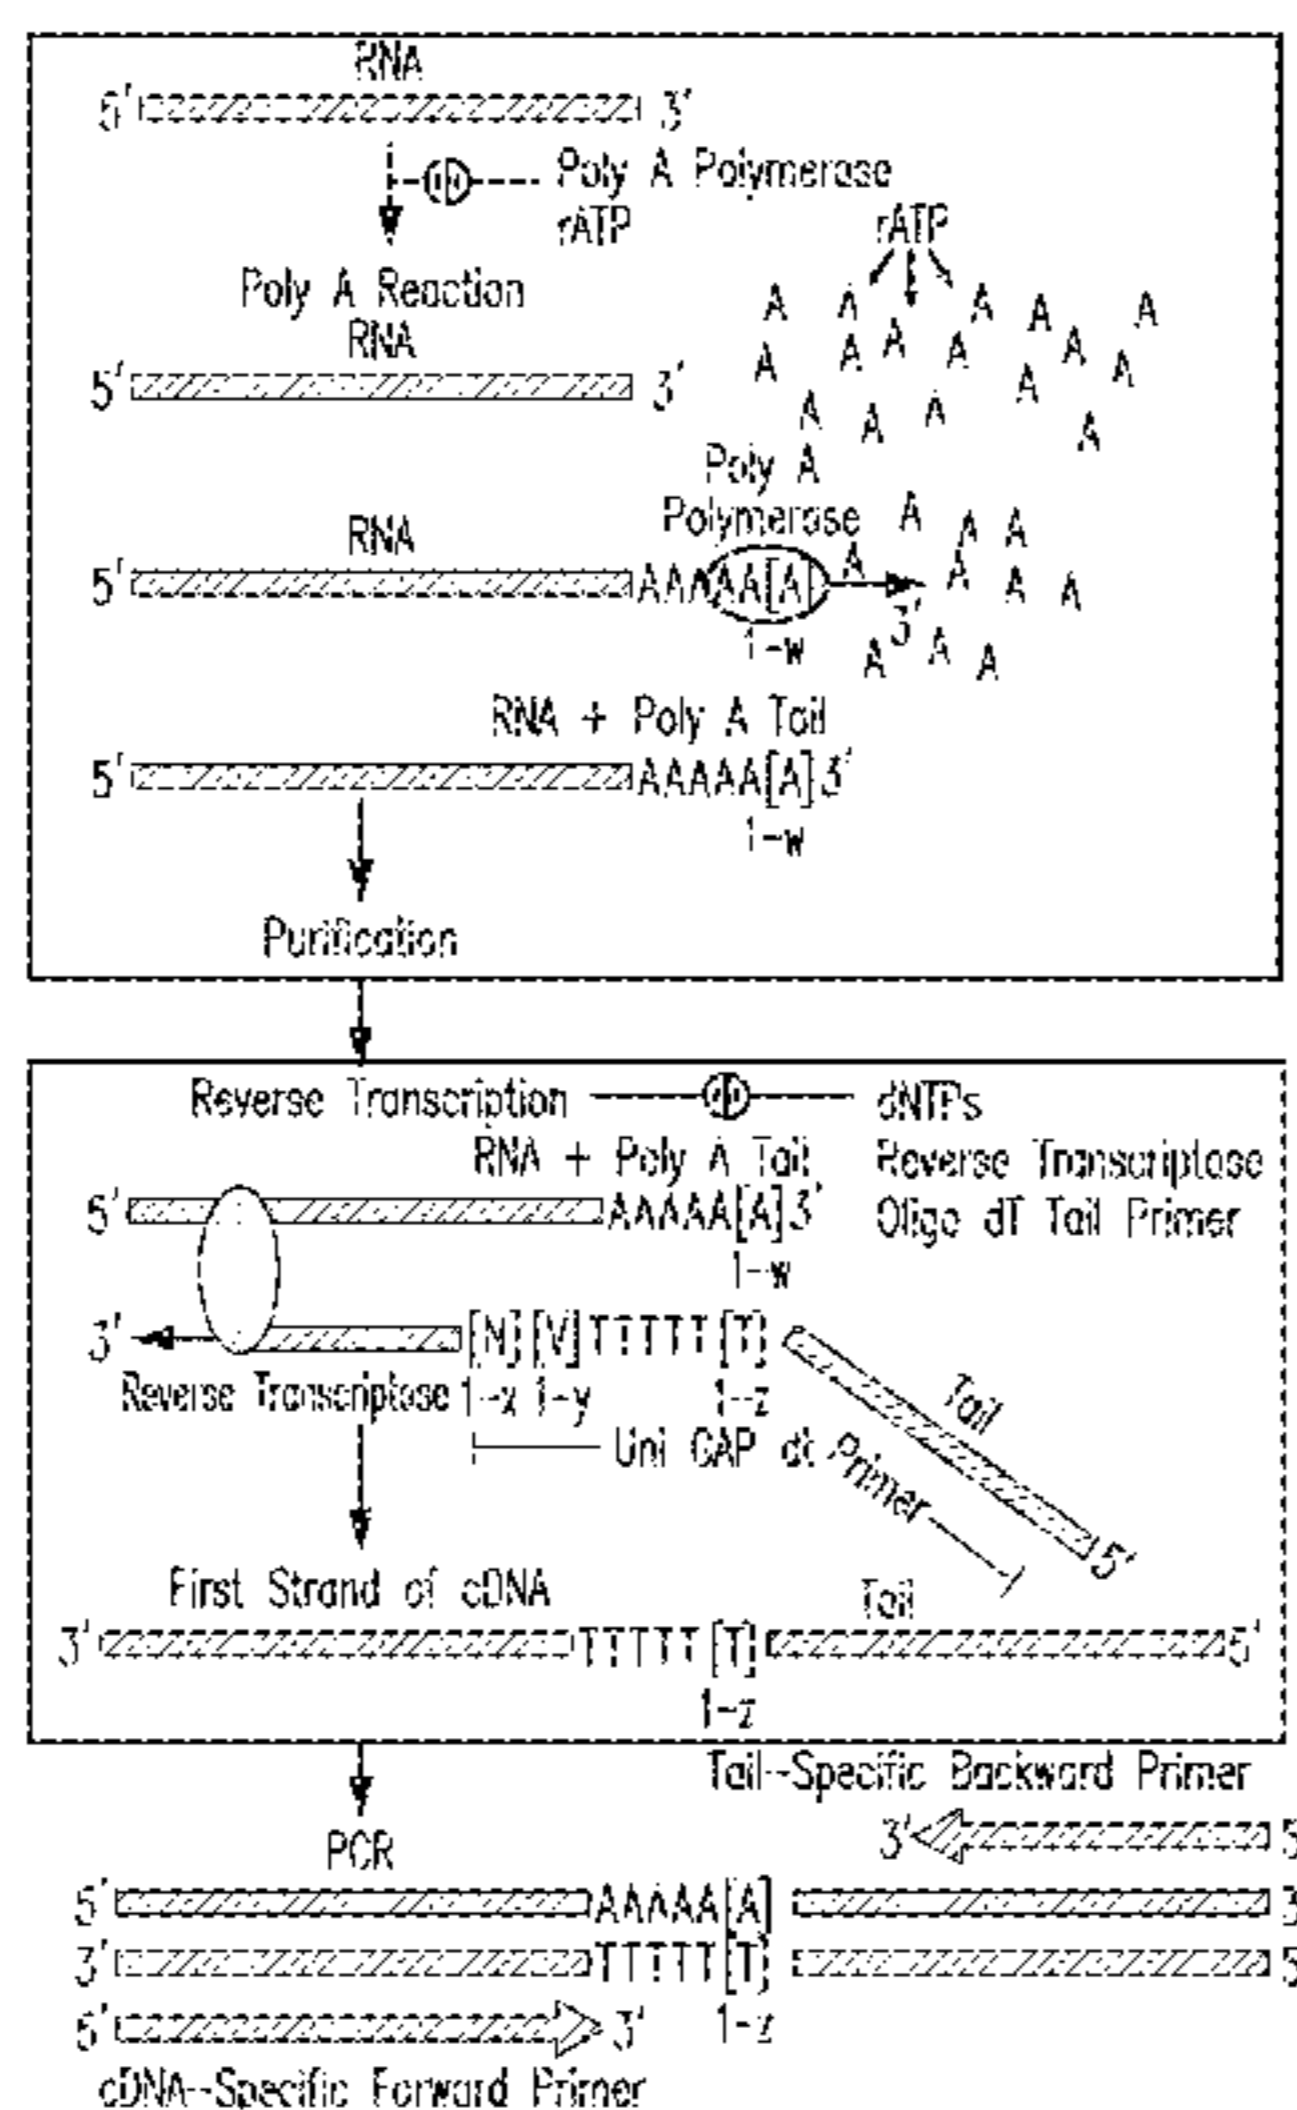 RNA
5' 3'
Poly A Polymerase
rATP
rATP
Poly A Reaction
RNA
5' 3'
A A A A A
A A A A A A A
A A A A
Poly A
Polymerase
RNA
A A A
5' AAAAA[A] A A A A
1-w 3'
A A A
RNA + Poly A Tail
5' AAAAA[A] 3'
1-w
Purification
Reverse Transcription
dNTPs
RNA + Poly A Tail
Reverse Transcriptase
5' AAAAA[A] 3'
Oligo dT Tail Primer
1-w
3' [N] [V] TTTTT [T]
Tail
Reverse Transcriptase 1-x 1-y 1-z
Uni GAP dt Primer
5'
First Strand of cDNA
Tail
3' TTTTT [T] 5'
1-z
Tail-Specific Backward Primer
3' 5
PCR
5' AAAAA[A] 3
3' TTTTT[T] 5
5' 3' 1-z
cDNA-Specific Forward Primer